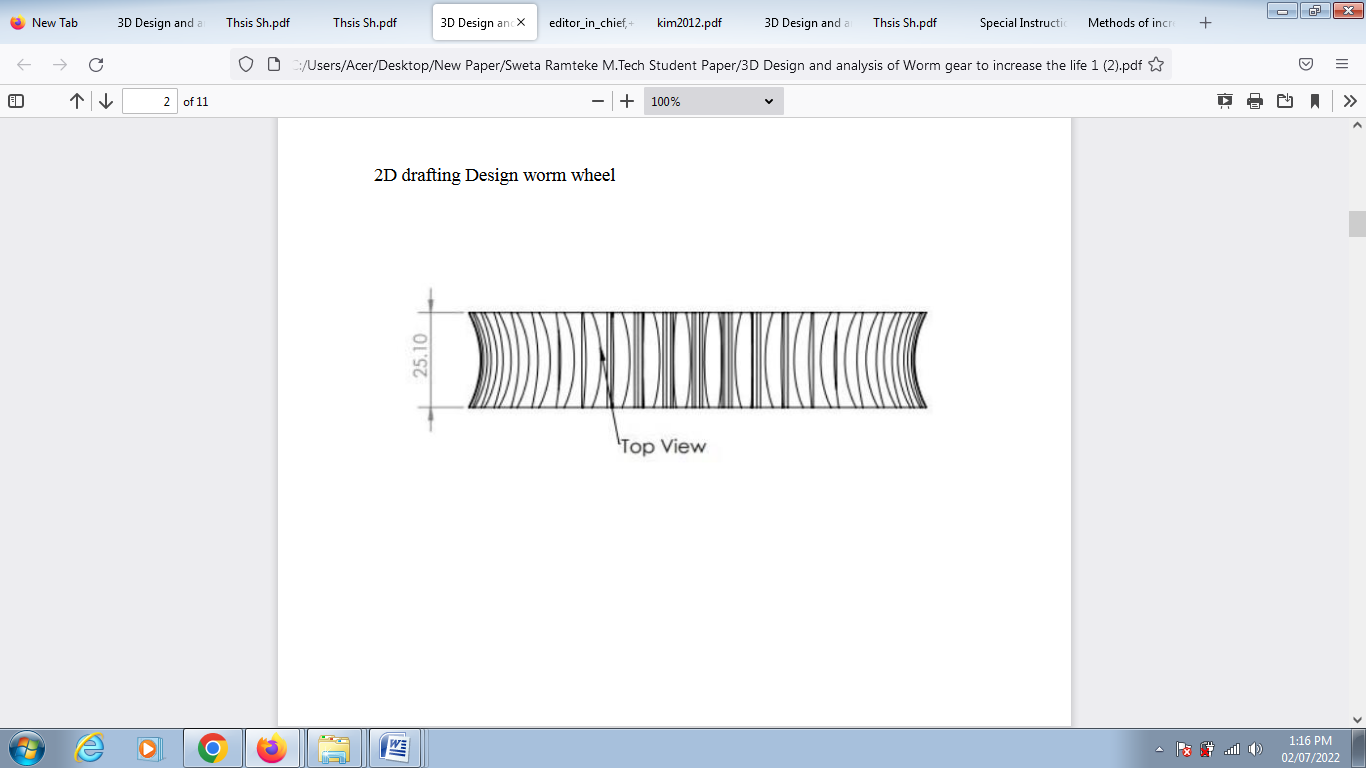 New Tab
3D Design and a
Thsis Sh.pdf
Thsis Sh.pdf
3D Design and
editor_in_chief,+
kim2012.pdf
3D Design and a
Thsis Sh.pdf
Special Instructi
Methods of incr
:/Users/Acer/Desktop/New Paper/Sweta Ramteke M.Tech Student Paper/3D Design and analysis of Worm gear to increase the life 1 (2).pdf
2 of 11
100%
2D drafting Design worm wheel
25.10
Top View
1:16 PM
02/07/2022